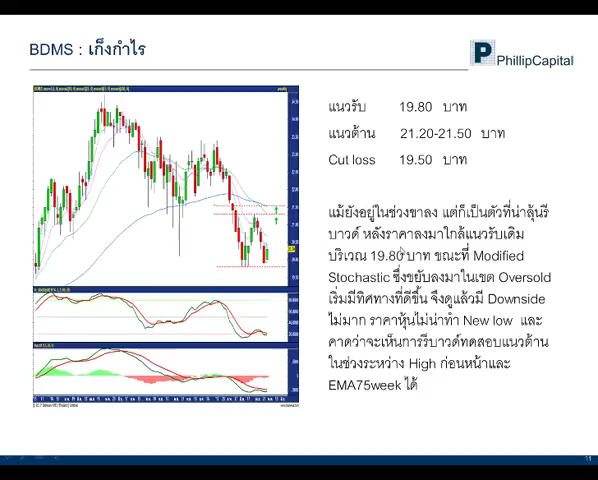 BDMS : เก็งกำไร
PhillipCapital
แนวรับ 19.80 บาท
แนวต้าน 21.20-21.50 บาท
Cut loss 19.50 บาท
แม้ยังอยู่ในช่วงขาลง แต่ก็เป็นตัวที่น่าลุ้นรี
บาวด์ หลังราคาลงมาใกล้แนวรับเดิม
บริเวณ 19.80 บาท ขณะที่ Modified
Stochastic ซึ่งขยับลงมาในเขต Oversold
เริ่มมีทิศทางที่ดีขึ้น จึงดูแล้วมี Downside
ไม่มาก ราคาหุ้นไม่น่าทำ New low และ
คาดว่าจะเห็นการรีบาวด์ทดสอบแนวต้าน
ในช่วงระหว่าง High ก่อนหน้าและ
EMA75week ได้
11